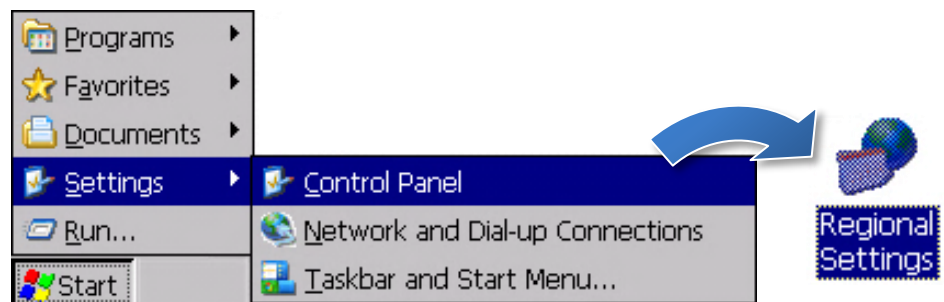 Programs
Favorites
Documents
Settings
Run...
Start
Control Panel
Network and Dial-up Connections
Taskbar and Start Menu...
Regional
Settings